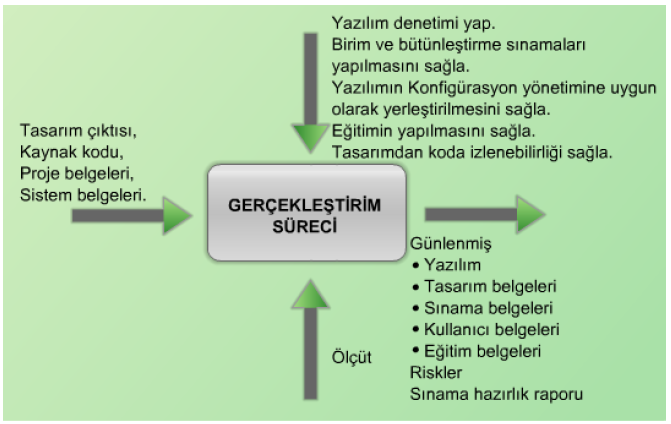 Yazılım denetimi yap.
Birim ve bütünleştirme sınamaları
yapılmasını sağla.
Yazılımın Konfigürasyon yönetimine uygun
olarak yerleştirilmesini sağla.
Eğitimin yapılmasını sağla.
Tasarımdan koda izlenebilirliği sağla.
Tasarım çıktısı,
Kaynak kodu,
Proje belgeleri,
Sistem belgeleri.
GERÇEKLEŞTİRİM
SÜRECİ
Günlenmiş
• Yazılım
• Tasarım belgeleri
• Sınama belgeleri
• Kullanıcı belgeleri
• Eğitim belgeleri
Riskler
Sınama hazırlık raporu
Ölçüt